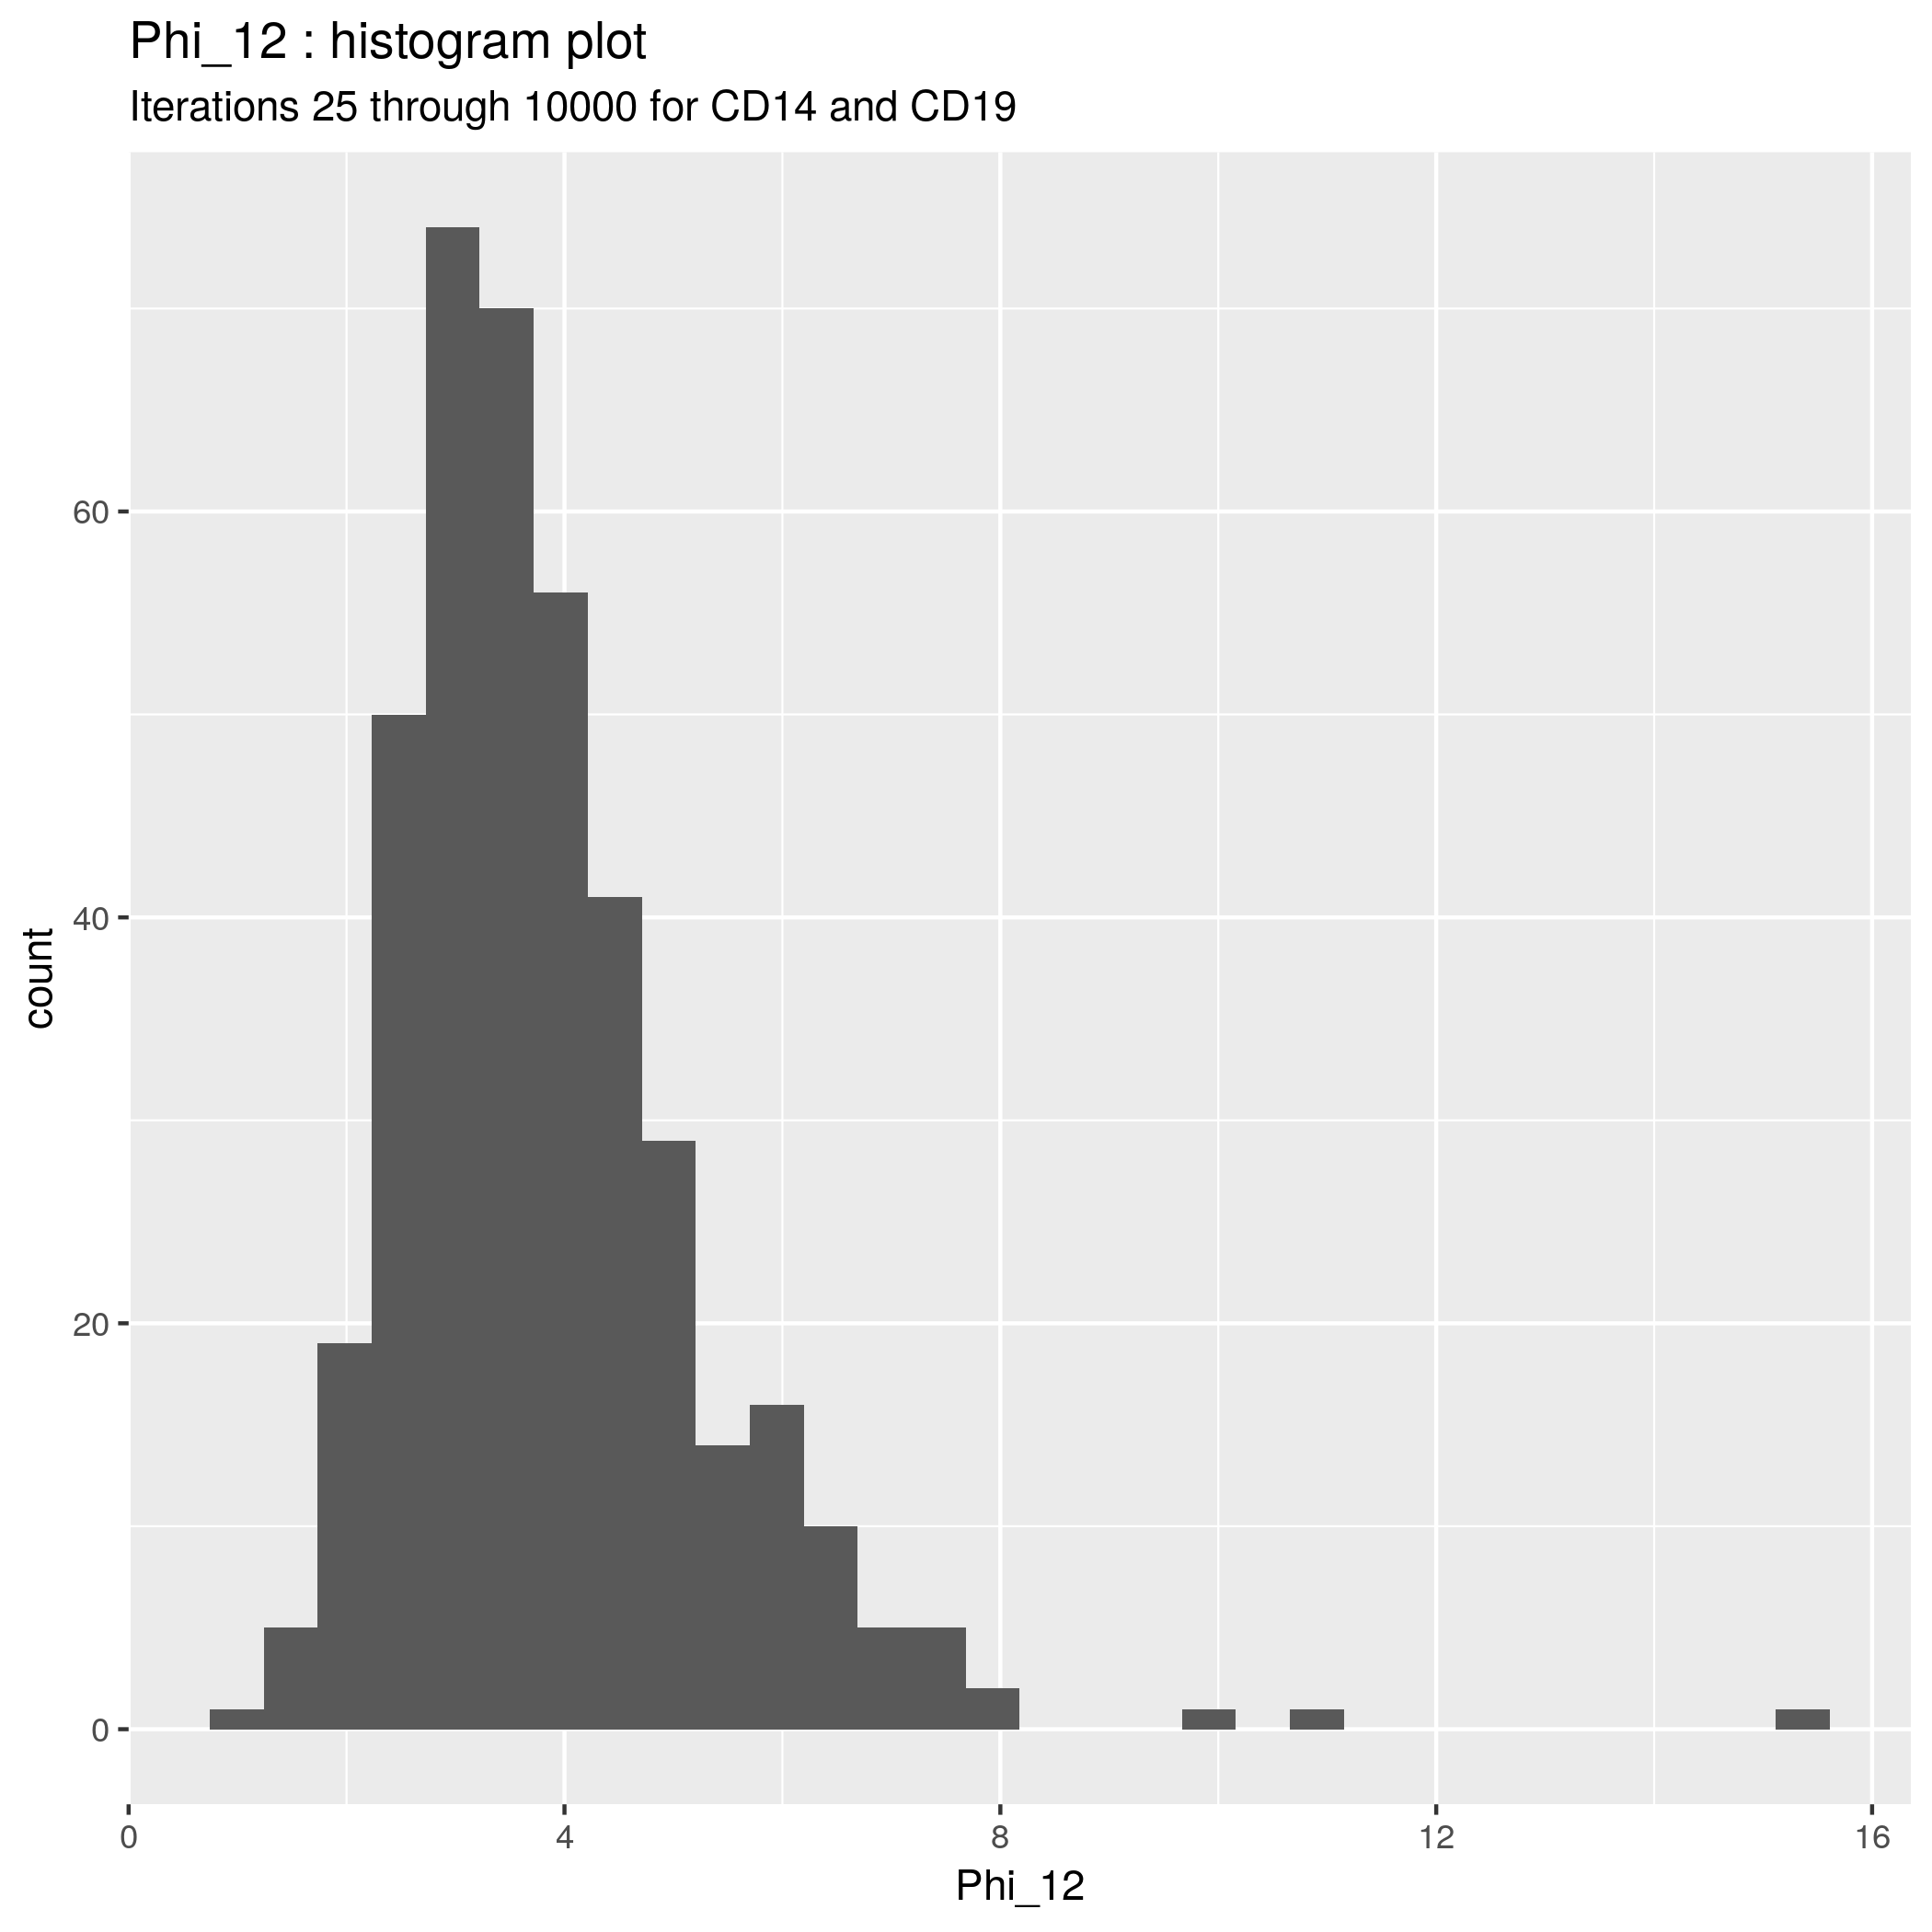 Phi_12 : histogram plot
Iterations 25 through 10000 for CD14 and CD19
count
60
40
20
0
0 4 8 12 16
Phi_12